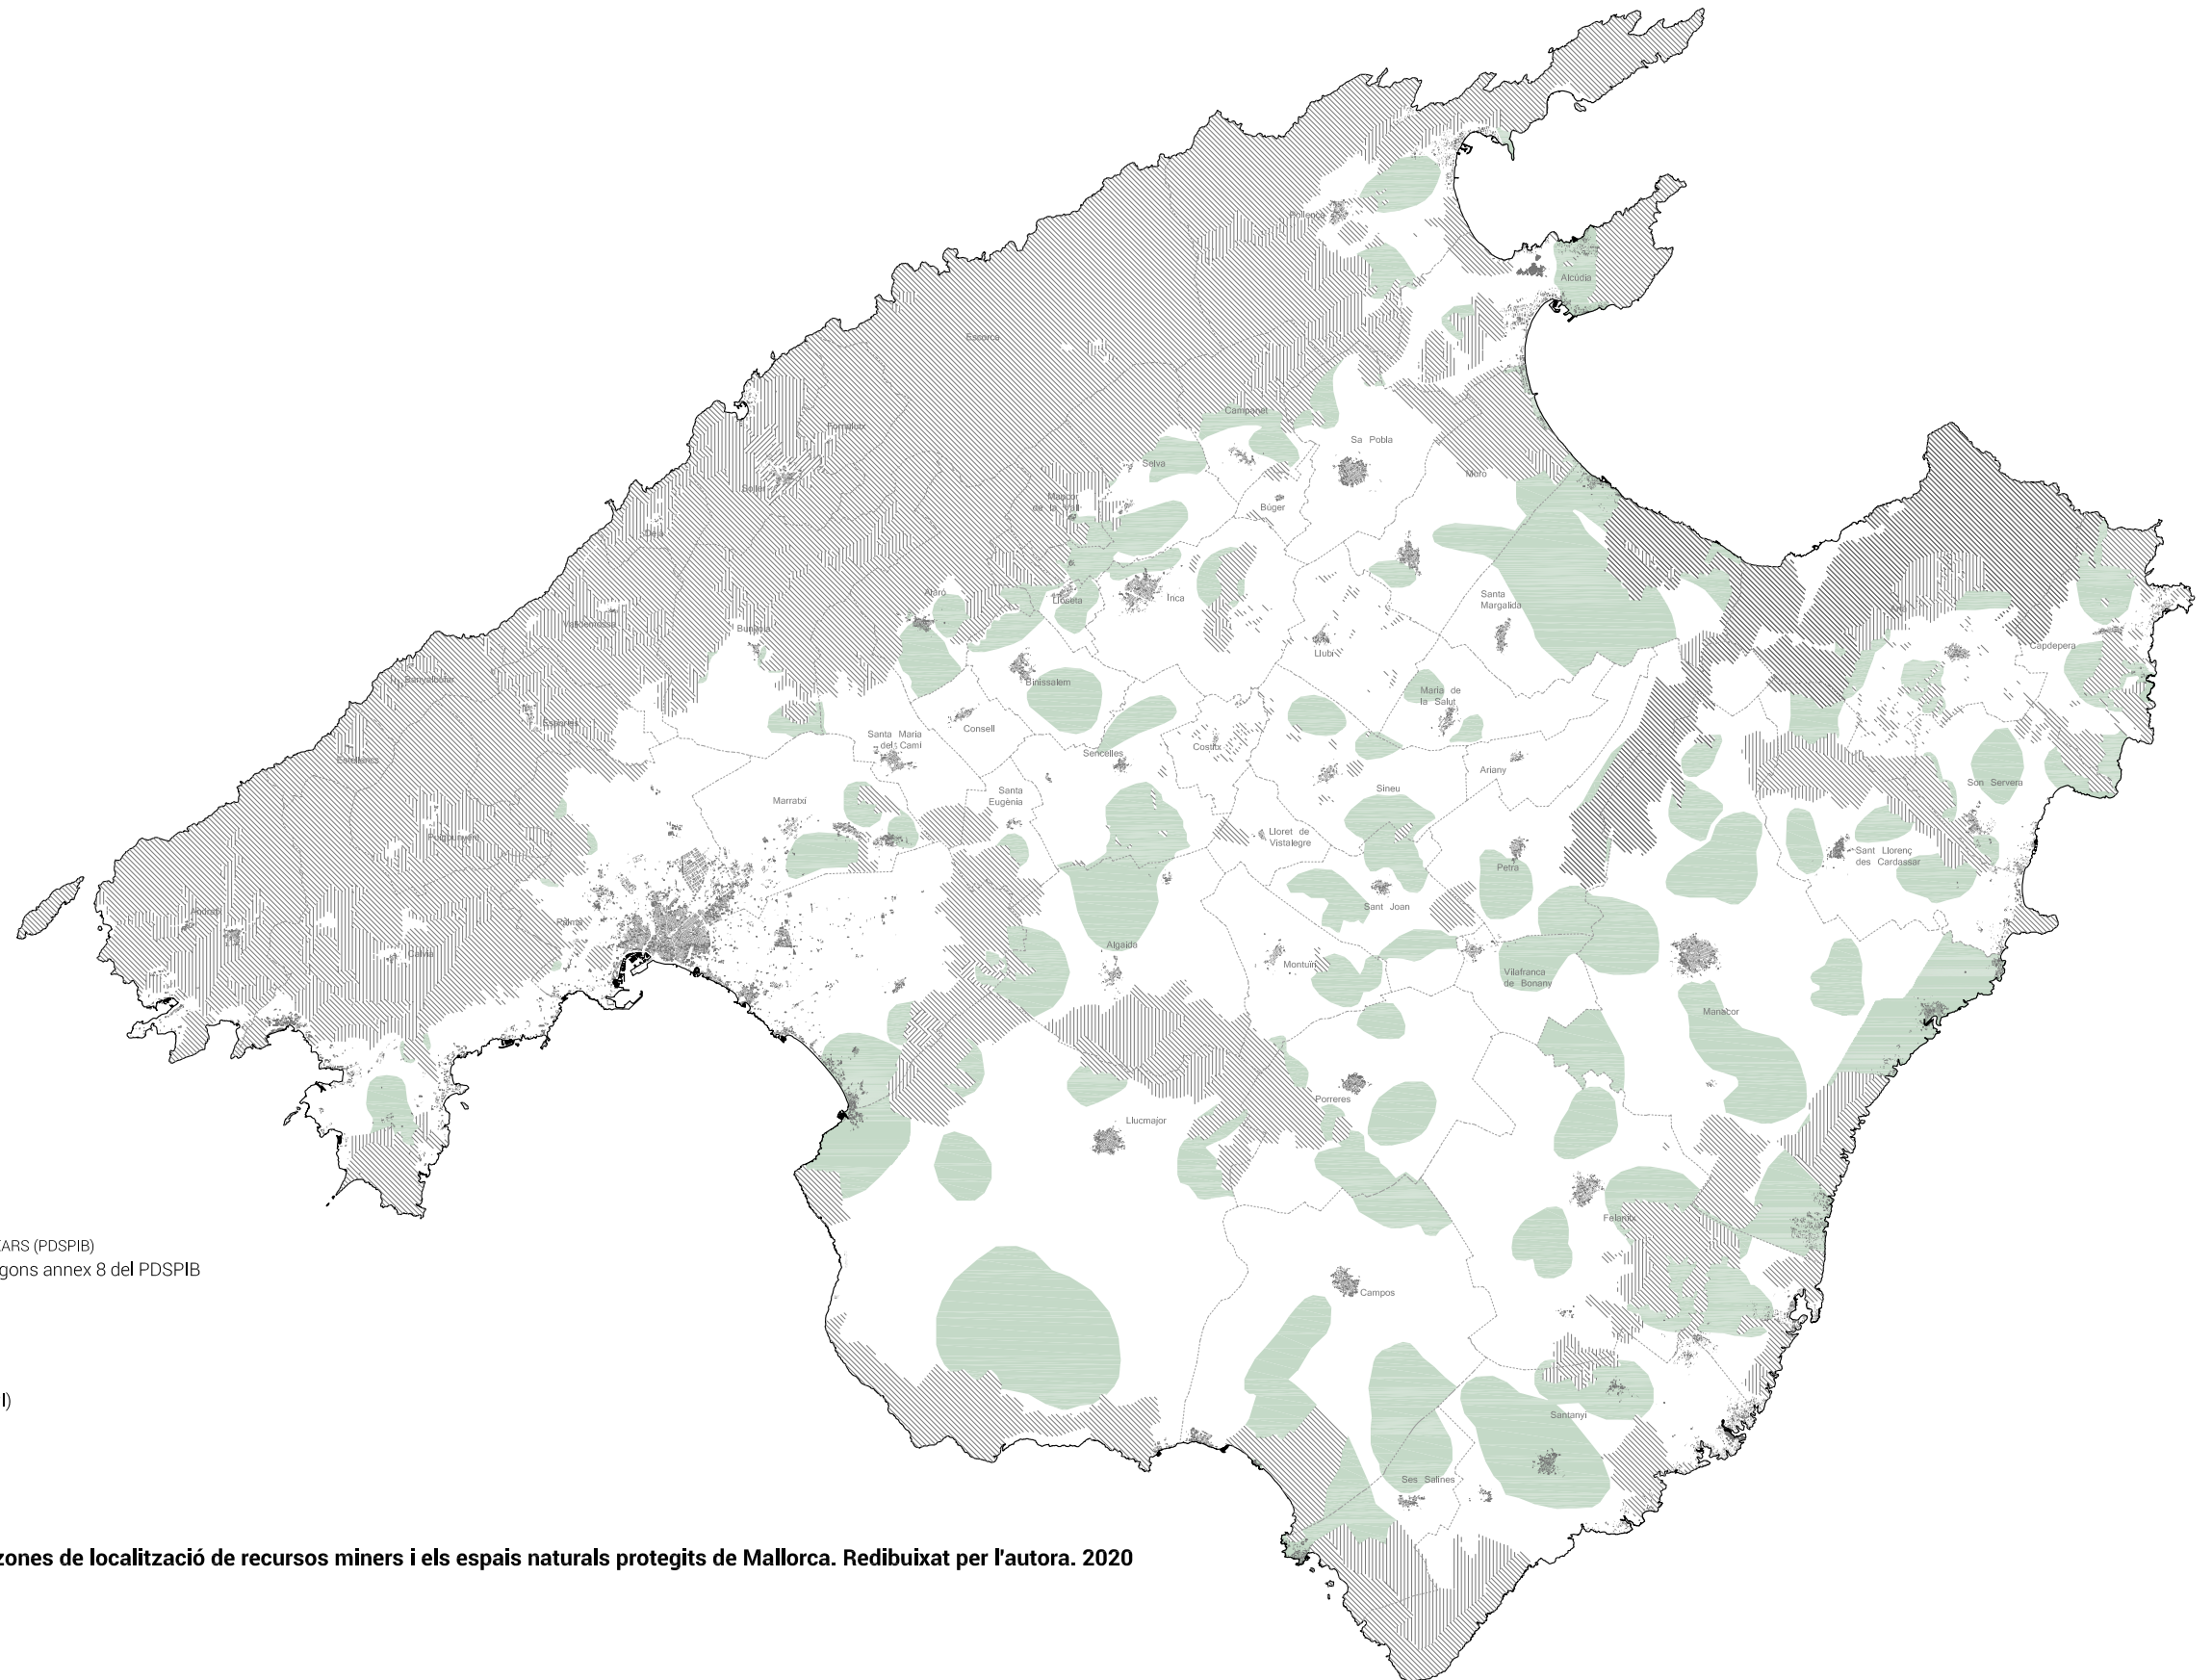 Pollença
Alcúdia
Escorca
Fornalutx
Campanet
Sa Pobla
Selva
Muro
Sóller
Mancor
de la Vall
Búger
Deià
Alaró
Lloseta
Inca
Santa
Margalida
Artà
Valldemossa
Bunyola
Llubí
Capdepera
Banyalbufar
Binissalem
Maria de
la Salut
Esporles
Consell
Santa Maria
del Camí
Sencelles
Costitx
Estellencs
Ariany
Santa
Eugènia
Sineu
Son Servera
Marratxí
Puigpunyent
Lloret de
Vistalegre
Sant Llorenç
des Cardassar
Petra
Andratx
Palma
Sant Joan
Calvià
Algaida
Montuïri
Vilafranca
de Bonany
Manacor
Porreres
Llucmajor
Felanitx
EARS (PDSPIB)
gons annex 8 del PDSPIB
Campos
l)
Santanyí
Ses Salines
zones de localització de recursos miners i els espais naturals protegits de Mallorca. Redibuixat per l'autora. 2020